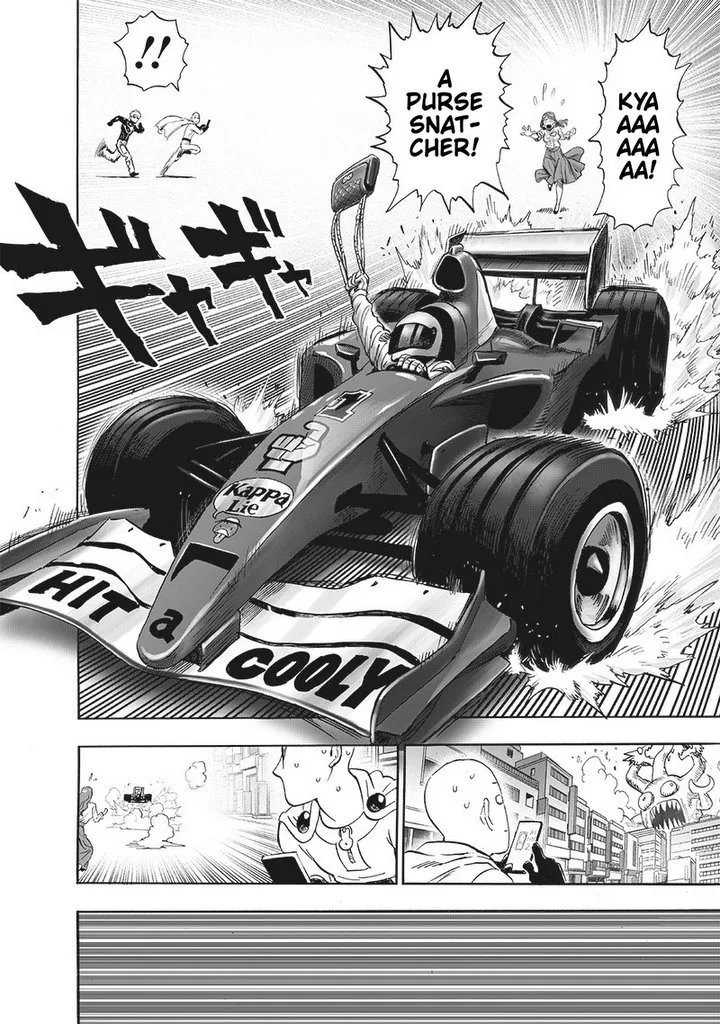 KYA
AAA
AAA
AA!
A
PURSE
SNAT-
CHER!
!!
ギャギャ
1
Kappa
Lie
HIT a COOLY